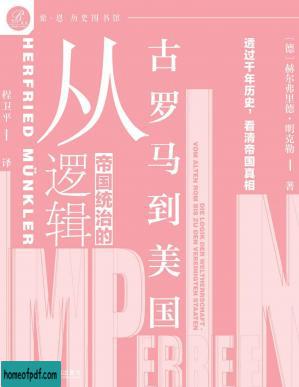 索·恩 历史图书馆
〔德〕赫尔弗里德·明克勒 著
透过千年历史，看清帝国真相
古罗马到美国
从
帝国统治的
逻辑
HERFRIED MÜNKLER
程卫平 译
DIE LOGIK DER WELTHERRSCHAFT -
VOM ALTEN ROM BIS ZU DEN VEREINIGTEN STAATEN
IMPERIEN
homeofpdf.com
homeofpdf.com